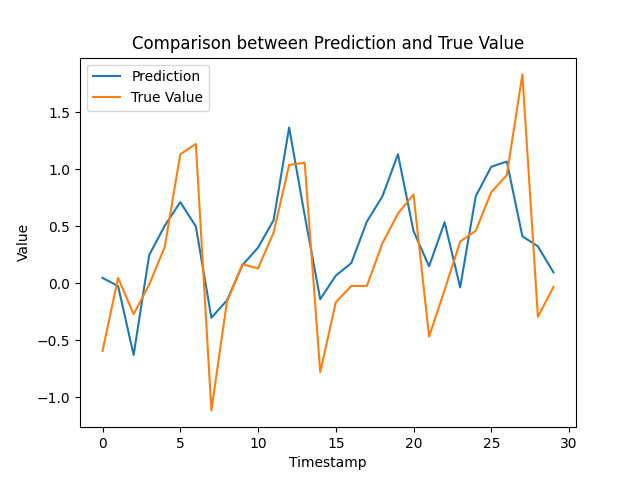 Comparison between Prediction and True Value
Prediction
True Value
1.5
1.0
0.5
0.0
−0.5
−1.0
Value
0 5 10 15 20 25 30
Timestamp